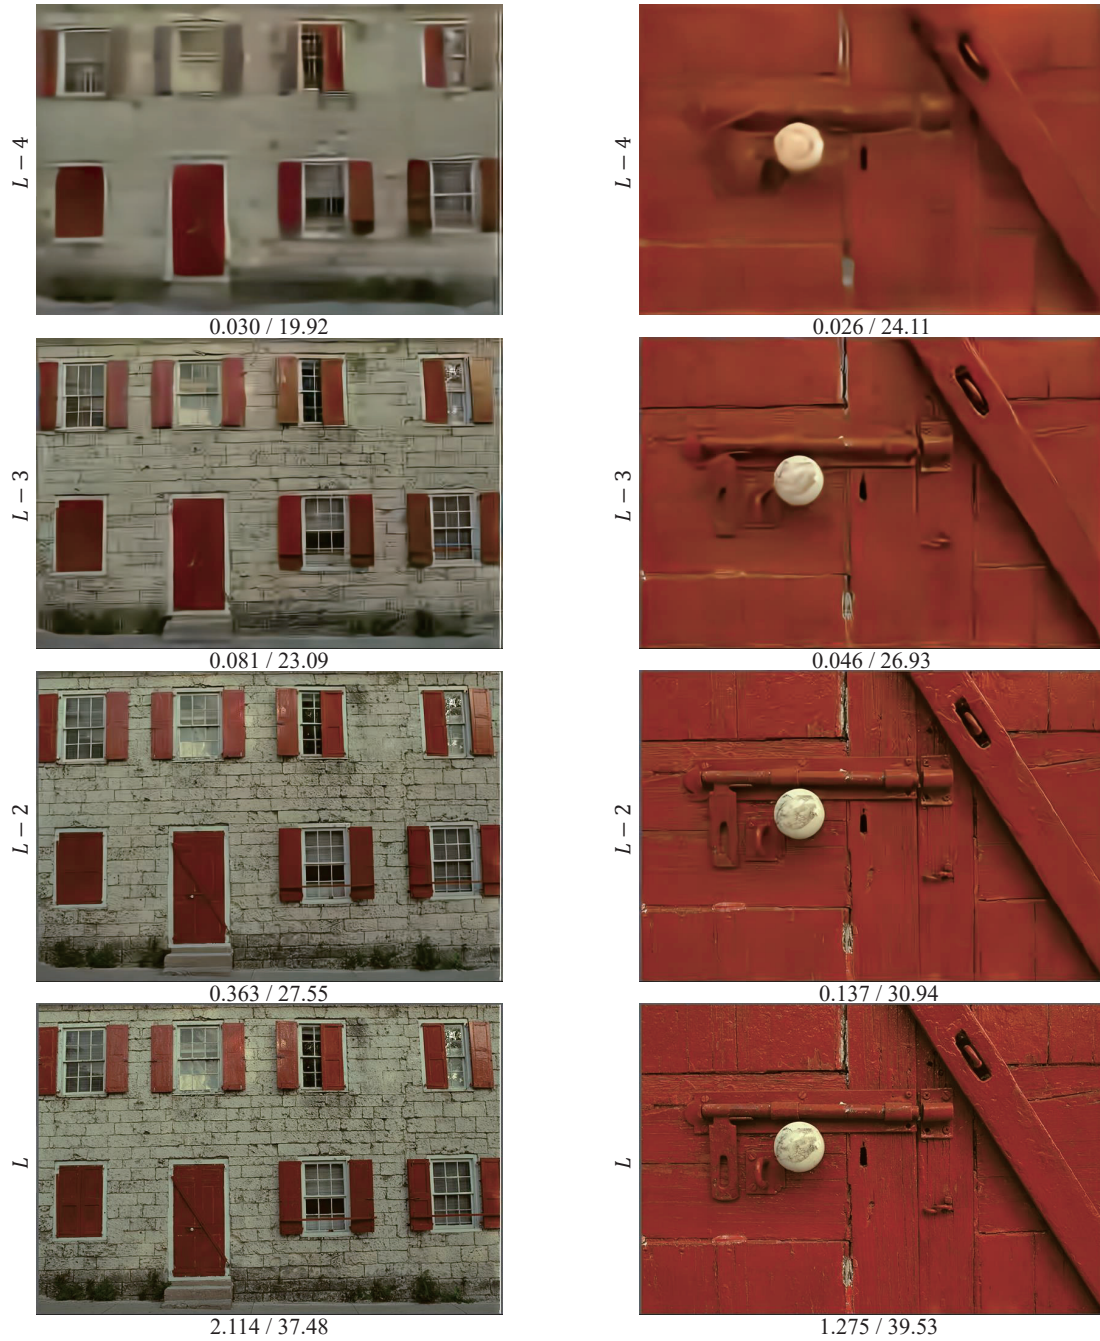 L − 4
L − 4
0.030 / 19.92
0.026 / 24.11
L − 3
L − 3
0.081 / 23.09
0.046 / 26.93
L − 2
L − 2
0.363 / 27.55
0.137 / 30.94
L
L
2.114 / 37.48
1.275 / 39.53